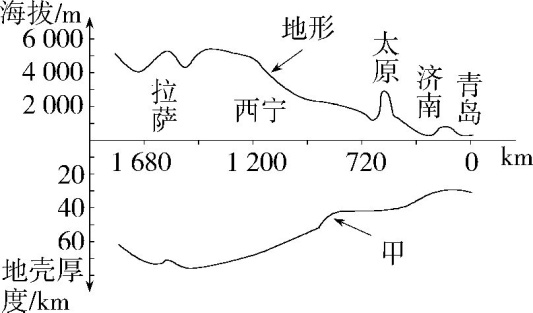 海拔/m
6 000
4 000
2 000
地形
拉萨
西宁
太原
济南
青岛
1 680
1 200
720
0
km
20
40
60
甲
地壳厚
度/km